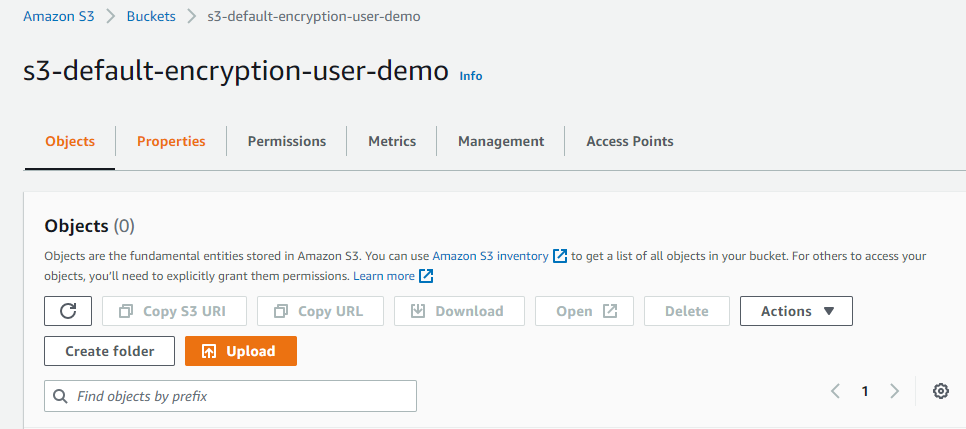 Amazon S3 > Buckets > s3-default-encryption-user-demo
s3-default-encryption-user-demo Info
Objects Properties Permissions Metrics Management Access Points
Objects (0)
Objects are the fundamental entities stored in Amazon S3. You can use Amazon S3 inventory to get a list of all objects in your bucket. For others to access your
objects, you'll need to explicitly grant them permissions. Learn more
Copy S3 URI Copy URL Download Open Delete Actions
Create folder Upload
Find objects by prefix 1